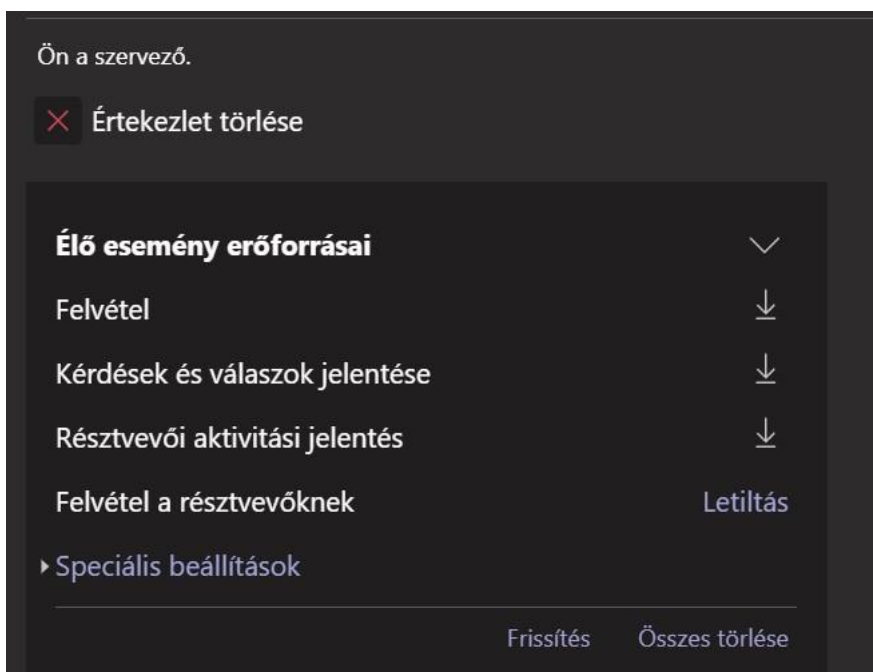 Ön a szervező.
Értekezlet törlése
Élő esemény erőforrásai
Felvétel
Kérdések és válaszok jelentése
Résztvevői aktivitási jelentés
Felvétel a résztvevőknek Letiltás
Speciális beállítások
Frissítés Összes törlése